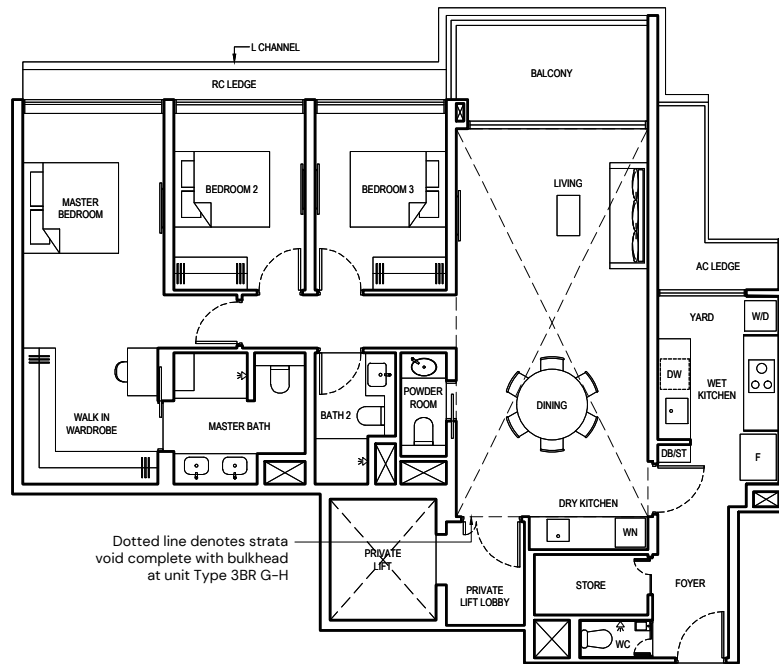 L CHANNEL
RC LEDGE
BALCONY
MASTER
BEDROOM
BEDROOM 2
BEDROOM 3
LIVING
AC LEDGE
YARD
W/D
DW
WET
KITCHEN
WALK IN
WARDROBE
MASTER BATH
BATH 2
POWDER
ROOM
DINING
DB/ST
F
DRY KITCHEN
WN
Dotted line denotes strata
void complete with bulkhead
at unit Type 3BR G-H
PRIVATE
LIFT
PRIVATE
LIFT LOBBY
STORE
FOYER
WC